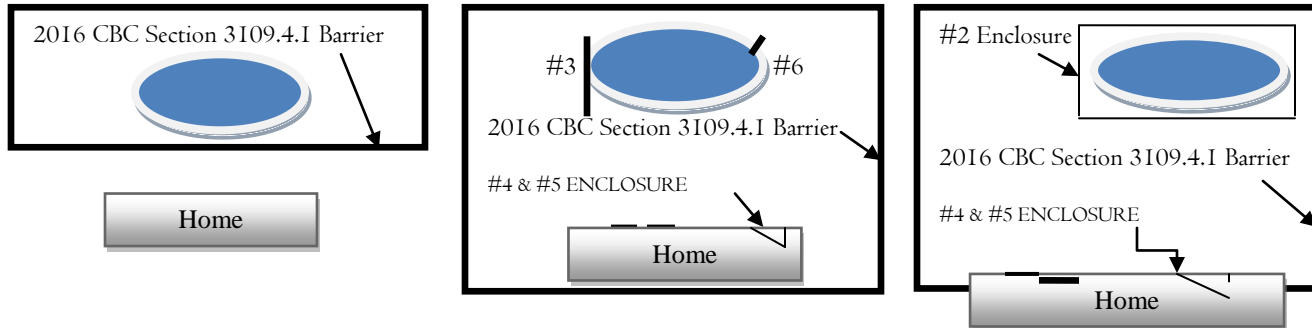 2016 CBC Section 3109.4.1 Barrier
Home
#3
#6
2016 CBC Section 3109.4.1 Barrier
#4 & #5 ENCLOSURE
Home
#2 Enclosure
2016 CBC Section 3109.4.1 Barrier
#4 & #5 ENCLOSURE
Home